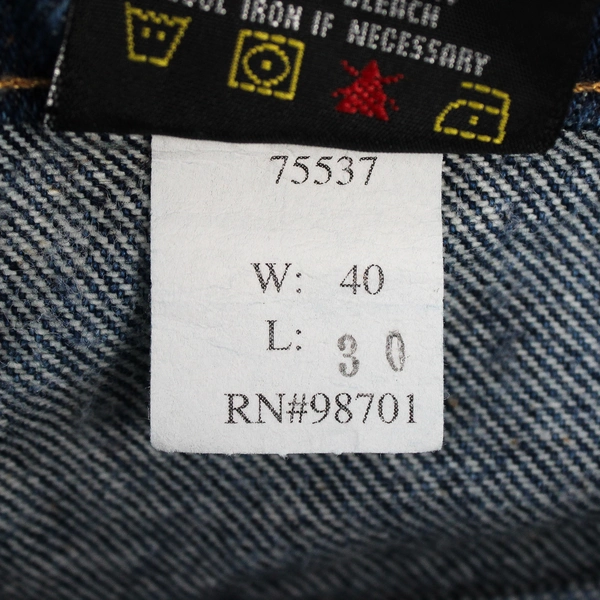 BLEACH
COOL IRON IF NECESSARY
75537
W: 40
L: 30
RN#98701